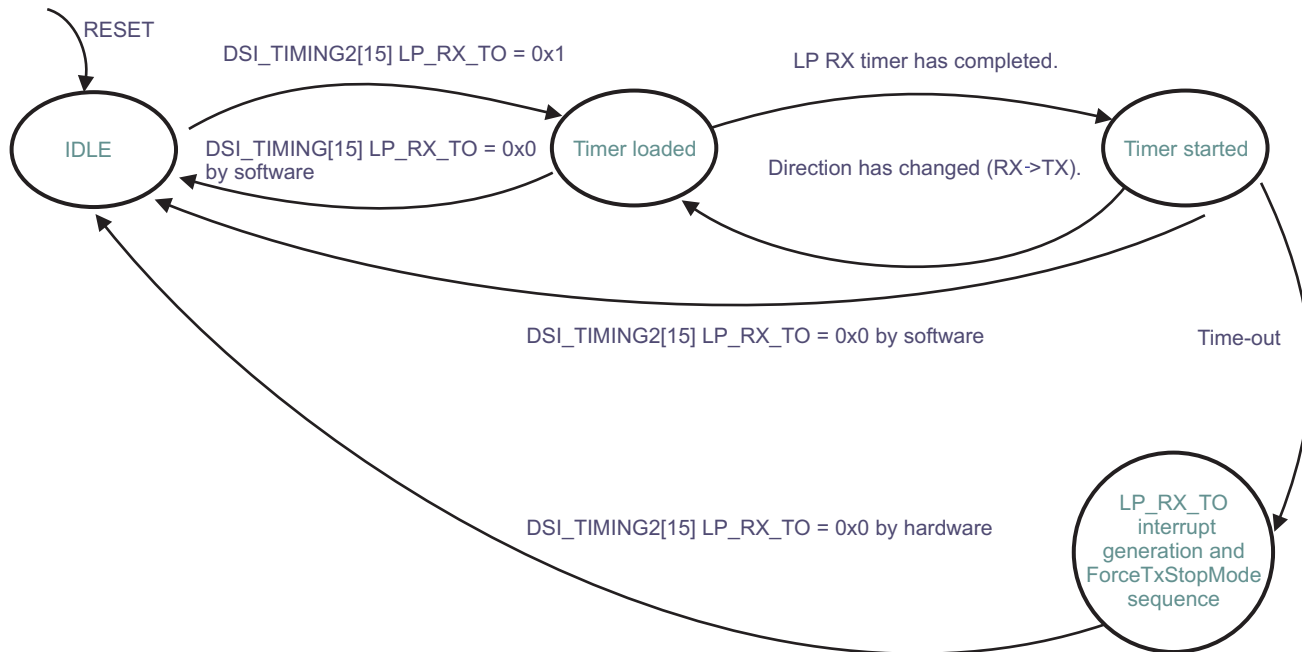 RESET
DSI_TIMING2[15] LP_RX_TO = 0x1
LP RX timer has completed.
IDLE
DSI_TIMING[15] LP_RX_TO = 0x0
by software
Timer loaded
Timer started
Direction has changed (RX->TX).
DSI_TIMING2[15] LP_RX_TO = 0x0 by software
Time-out
DSI_TIMING2[15] LP_RX_TO = 0x0 by hardware
LP_RX_TO
interrupt
generation and
ForceTxStopMode
sequence